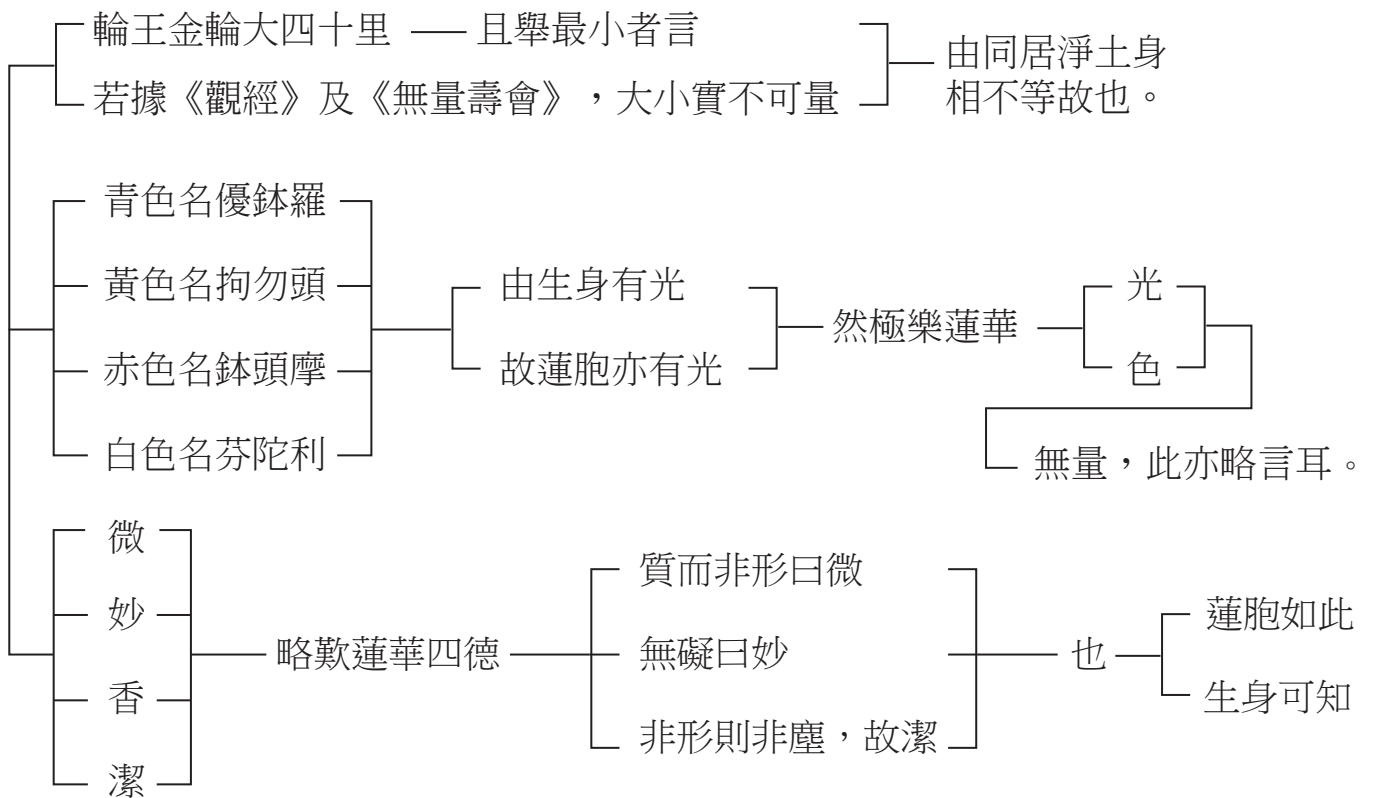 輪王金輪大四十里 —— 且舉最小者言
若據《觀經》及《無量壽會》，大小實不可量
由同居淨土身
相不等故也。
青色名優鉢羅
黃色名拘勿頭
赤色名鉢頭摩
白色名芬陀利
由生身有光
故蓮胞亦有光
然極樂蓮華
光
色
無量，此亦略言耳。
微
妙
香
潔
略歎蓮華四德
質而非形曰微
無礙曰妙
非形則非塵，故潔
也
蓮胞如此
生身可知